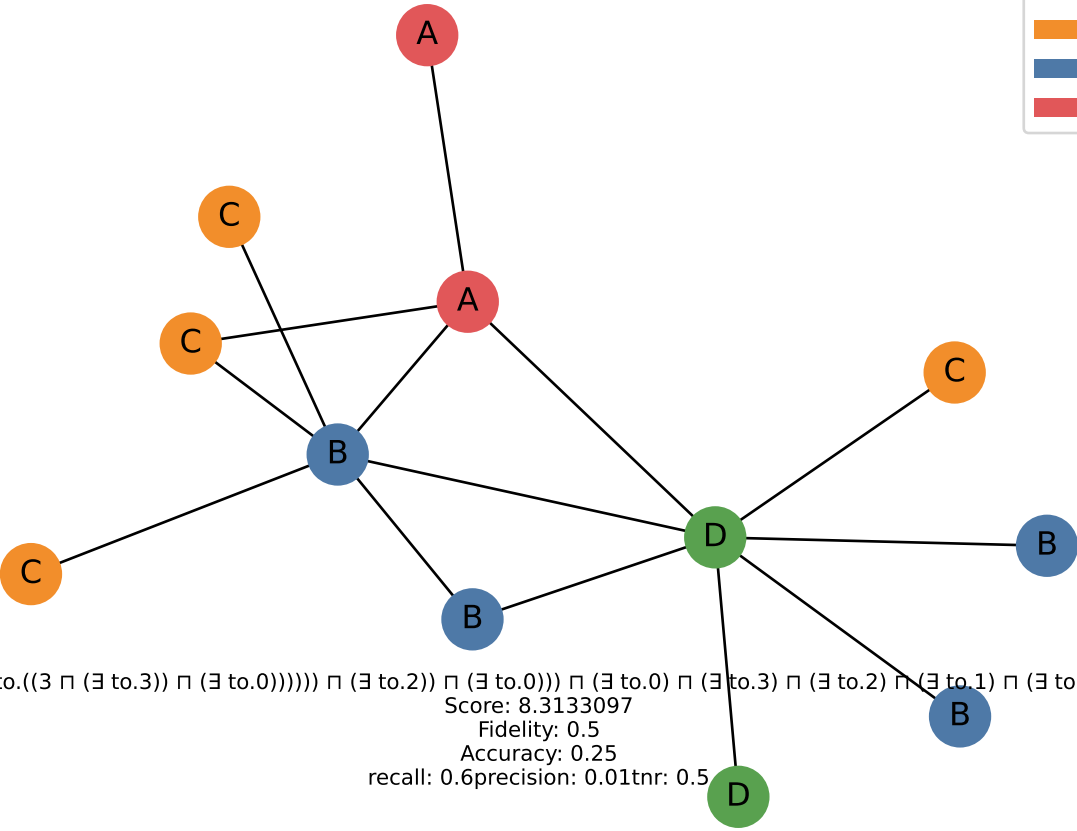 A
C
A
C
C
B
D
B
C
B
to.((3 ⊓ (∃ to.3)) ⊓ (∃ to.0)))))) ⊓ (∃ to.2)) ⊓ (∃ to.0))) ⊓ (∃ to.0) ⊓ (∃ to.3) ⊓ (∃ to.2) ⊓ (∃ to.1) ⊓ (∃ to
Score: 8.3133097
B
Fidelity: 0.5
Accuracy: 0.25
recall: 0.6precision: 0.01tnr: 0.5
D